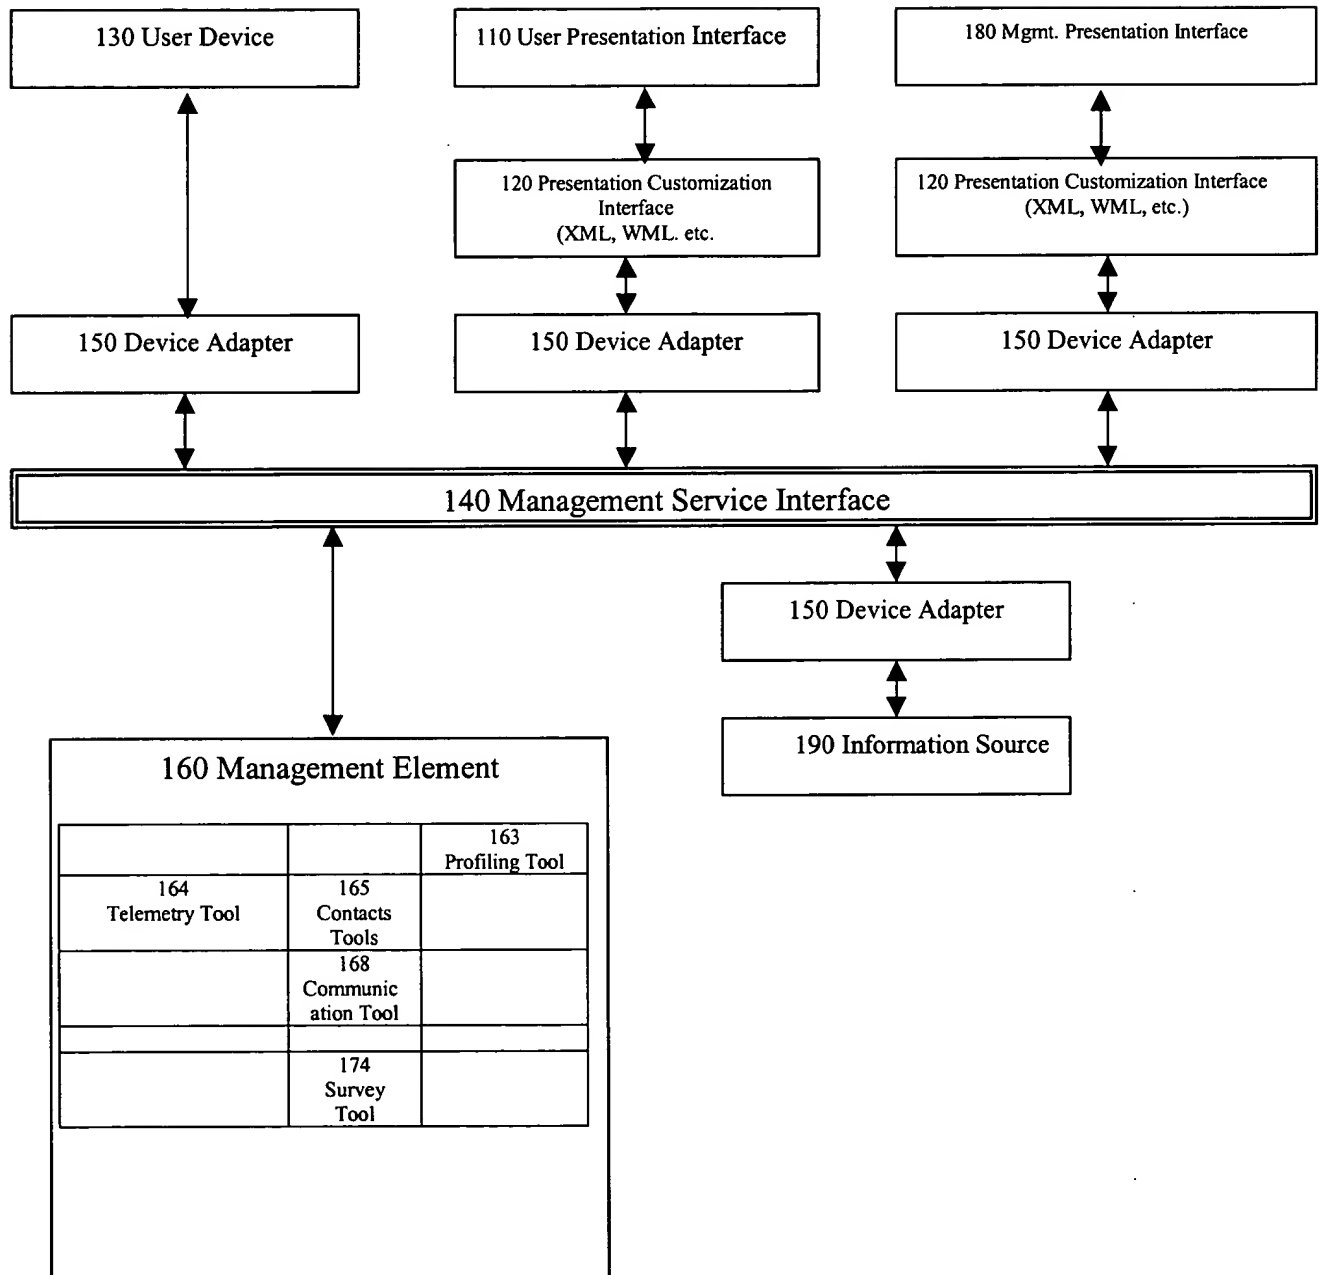 130 User Device
110 User Presentation Interface
180 Mgmt. Presentation Interface
120 Presentation Customization
Interface
(XML, WML. etc.
120 Presentation Customization Interface
(XML, WML, etc.)
150 Device Adapter
150 Device Adapter
150 Device Adapter
140 Management Service Interface
150 Device Adapter
190 Information Source
160 Management Element
163
Profiling Tool
164
Telemetry Tool
165
Contacts
Tools
168
Communic
ation Tool
174
Survey
Tool